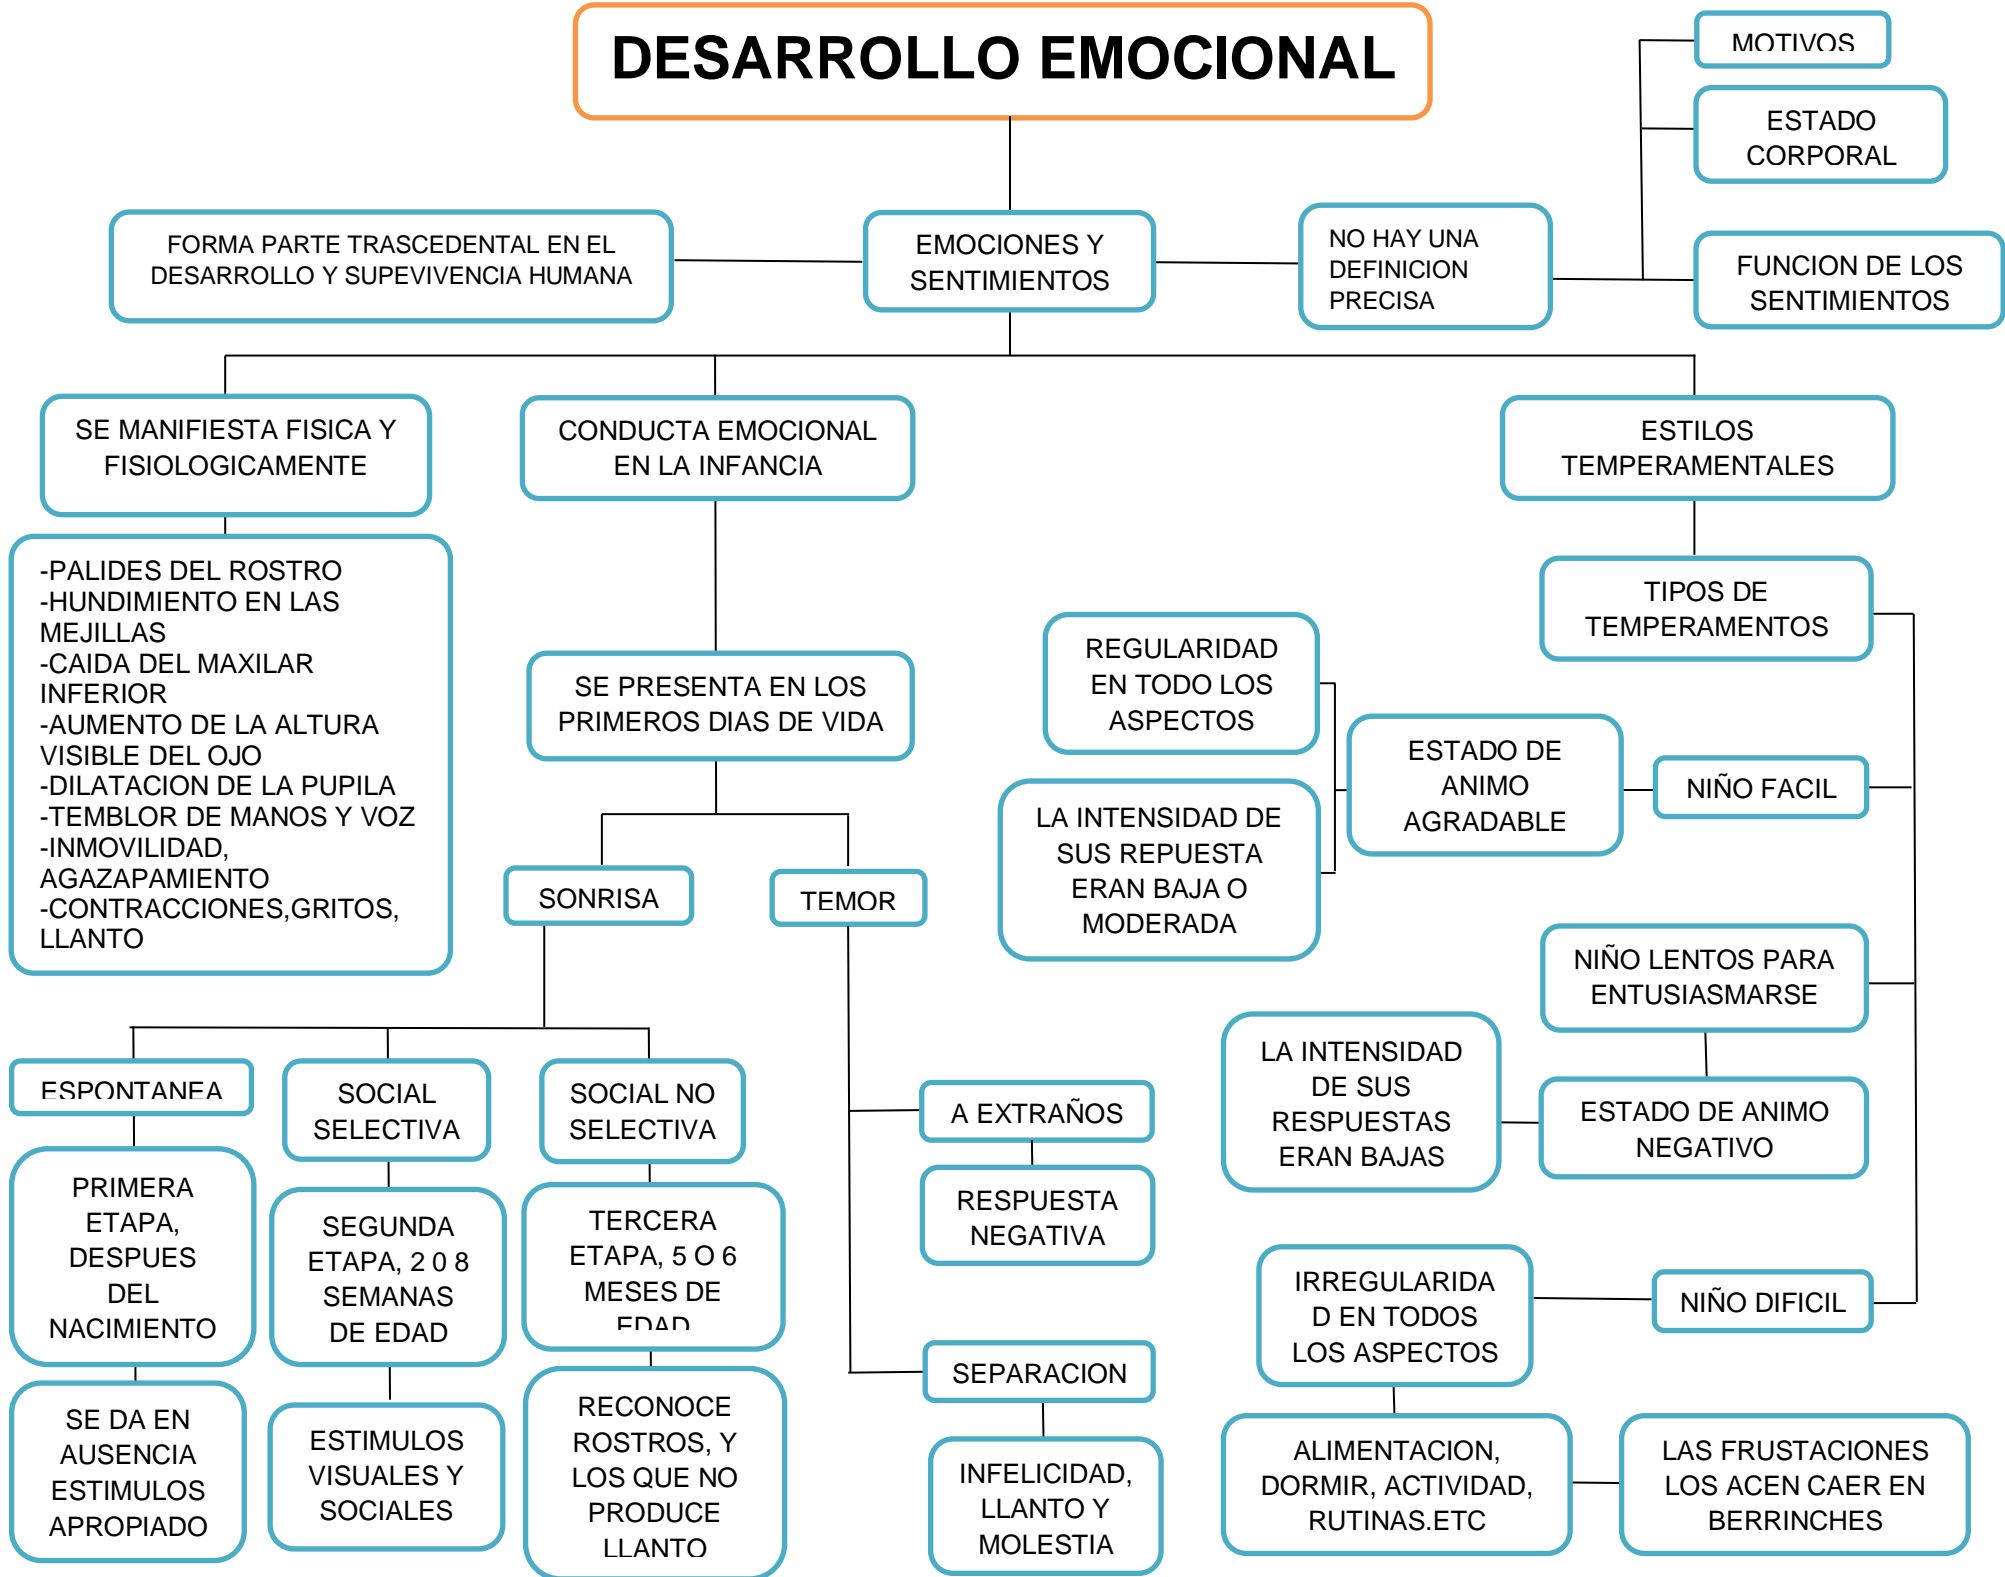 DESARROLLO EMOCIONAL
MOTIVOS
ESTADO
CORPORAL
FORMA PARTE TRASCEDENTAL EN EL
DESARROLLO Y SUPEVIVENCIA HUMANA
EMOCIONES Y
SENTIMIENTOS
NO HAY UNA
DEFINICION
PRECISA
FUNCION DE LOS
SENTIMIENTOS
SE MANIFIESTA FISICA Y
FISIOLOGICAMENTE
CONDUCTA EMOCIONAL
EN LA INFANCIA
ESTILOS
TEMPERAMENTALES
-PALIDES DEL ROSTRO
-HUNDIMIENTO EN LAS
MEJILLAS
-CAIDA DEL MAXILAR
INFERIOR
-AUMENTO DE LA ALTURA
VISIBLE DEL OJO
-DILATACION DE LA PUPILA
-TEMBLOR DE MANOS Y VOZ
-INMOVILIDAD,
AGAZAPAMIENTO
-CONTRACCIONES,GRITOS,
LLANTO
SE PRESENTA EN LOS
PRIMEROS DIAS DE VIDA
TIPOS DE
TEMPERAMENTOS
REGULARIDAD
EN TODO LOS
ASPECTOS
ESTADO DE
ANIMO
AGRADABLE
NIÑO FACIL
LA INTENSIDAD DE
SUS REPUESTA
ERAN BAJA O
MODERADA
SONRISA
TEMOR
NIÑO LENTOS PARA
ENTUSIASMARSE
LA INTENSIDAD
DE SUS
RESPUESTAS
ERAN BAJAS
ESTADO DE ANIMO
NEGATIVO
ESPONTANEA
SOCIAL
SELECTIVA
SOCIAL NO
SELECTIVA
A EXTRAÑOS
RESPUESTA
NEGATIVA
PRIMERA
ETAPA,
DESPUES
DEL
NACIMIENTO
SEGUNDA
ETAPA, 2 0 8
SEMANAS
DE EDAD
TERCERA
ETAPA, 5 O 6
MESES DE
EDAD
IRREGULARIDA
D EN TODOS
LOS ASPECTOS
NIÑO DIFICIL
SEPARACION
SE DA EN
AUSENCIA
ESTIMULOS
APROPIADO
ESTIMULOS
VISUALES Y
SOCIALES
RECONOCE
ROSTROS, Y
LOS QUE NO
PRODUCE
LLANTO
INFELICIDAD,
LLANTO Y
MOLESTIA
ALIMENTACION,
DORMIR, ACTIVIDAD,
RUTINAS.ETC
LAS FRUSTACIONES
LOS ACEN CAER EN
BERRINCHES